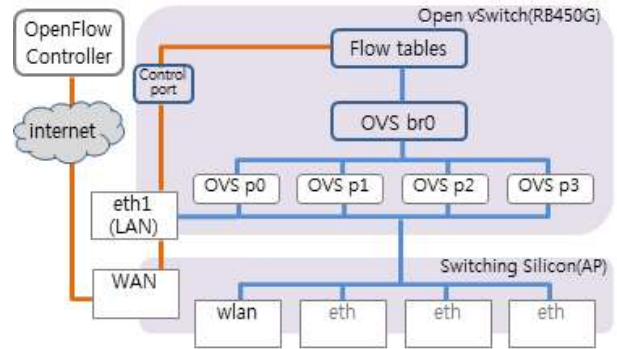 Open vSwitch(RB450G)
OpenFlow
Controller
Flow tables
Control
port
internet
OVS br0
OVS p0
OVS p1
OVS p2
OVS p3
eth1
(LAN)
Switching Silicon(AP)
WAN
wlan
eth
eth
eth